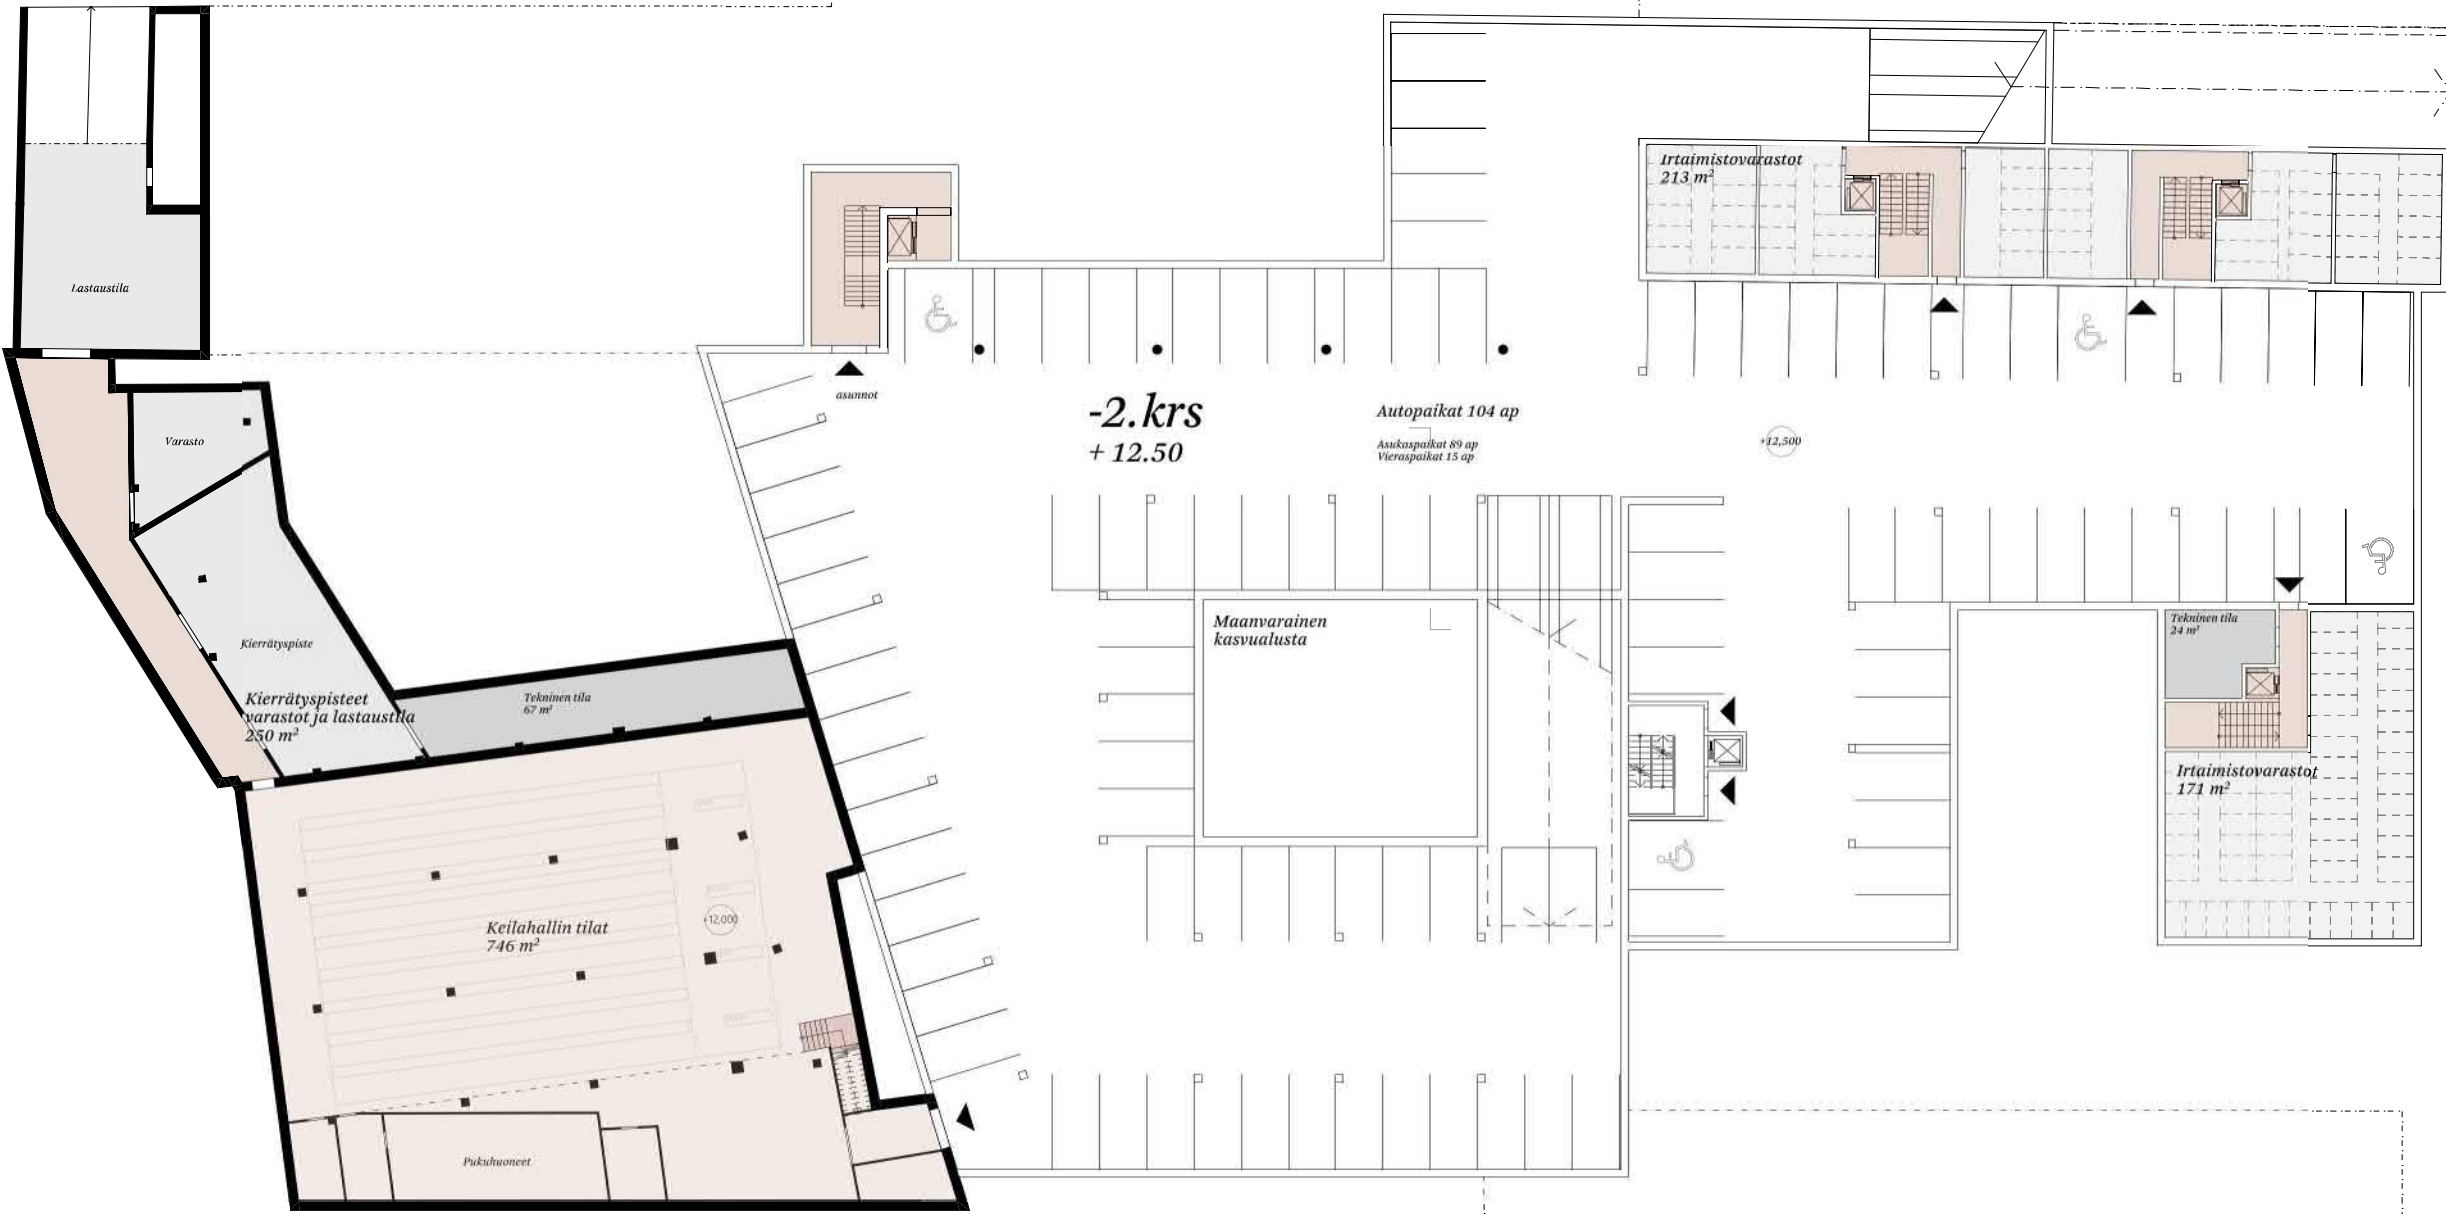 Irtaimistovarastot
213 m²
Lastaustila
asunnot
-2.krs
+ 12.50
Autopaikat 104 ap
Asukaspaikat 89 ap
Vieraspaikat 15 ap
+12,500
Varasto
Maanvarainen
kasvualusta
Tekninen tila
24 m²
Kierrätyspiste
Kierrätyspisteet
varastot ja lastaustila
250 m²
Tekninen tila
67 m²
Irtaimistovarastot
171 m²
Keilahallin tilat
746 m²
+12,000
Pukuhuoneet